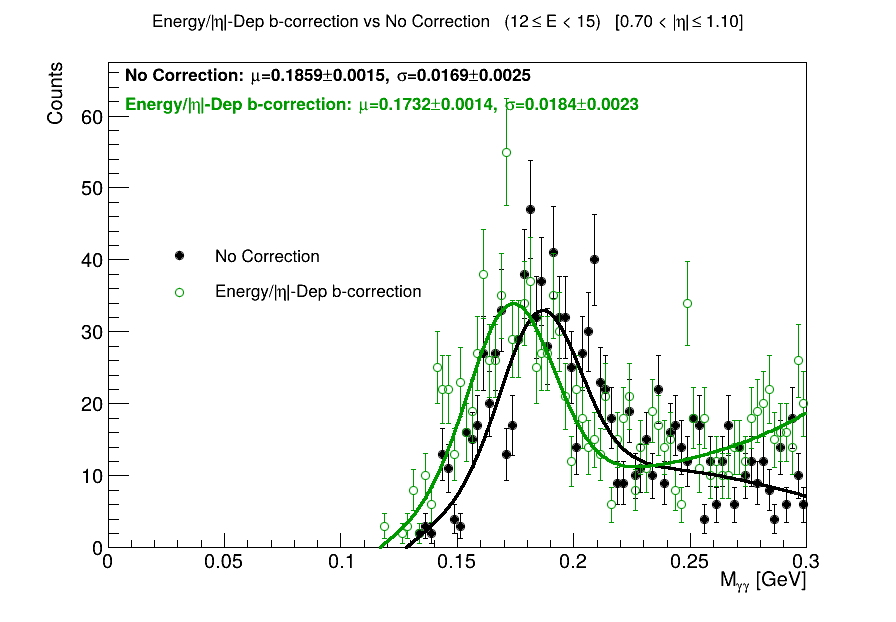 Energy/|η|-Dep b-correction vs No Correction (12 ≤ E < 15) [0.70 < |η| ≤ 1.10]
No Correction: μ=0.1859±0.0015, σ=0.0169±0.0025
Energy/|η|-Dep b-correction: μ=0.1732±0.0014, σ=0.0184±0.0023
Counts
60
50
40
30
20
10
0
No Correction
Energy/|η|-Dep b-correction
0 0.05 0.1 0.15 0.2 0.25 0.3
Mγγ [GeV]